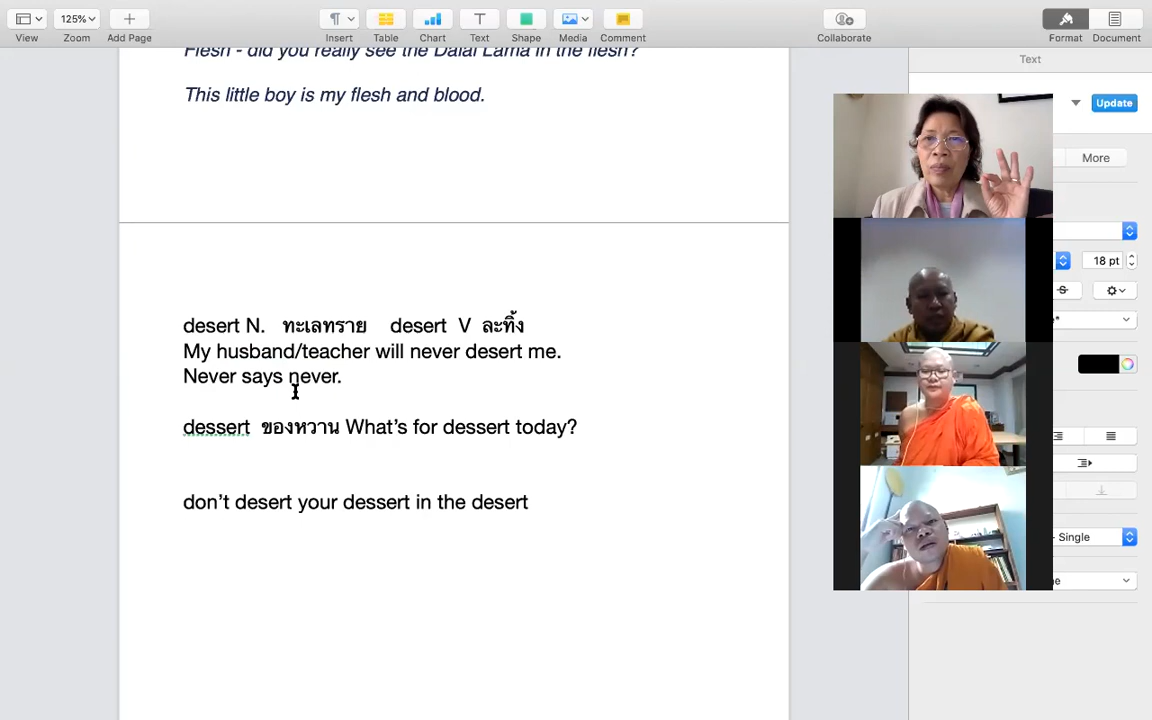 View
125%
Zoom
Add Page
Insert
Table
Chart
Text
Shape
Media
Comment
Collaborate
Format
Document
Flesh - did you really see the Dalai Lama in the flesh?
This little boy is my flesh and blood.
desert N. ทะเลทราย desert V ละทิ้ง
My husband/teacher will never desert me.
Never says never.
dessert ของหวาน What's for dessert today?
don't desert your dessert in the desert
Text
Update
More
18 pt
S
- Single